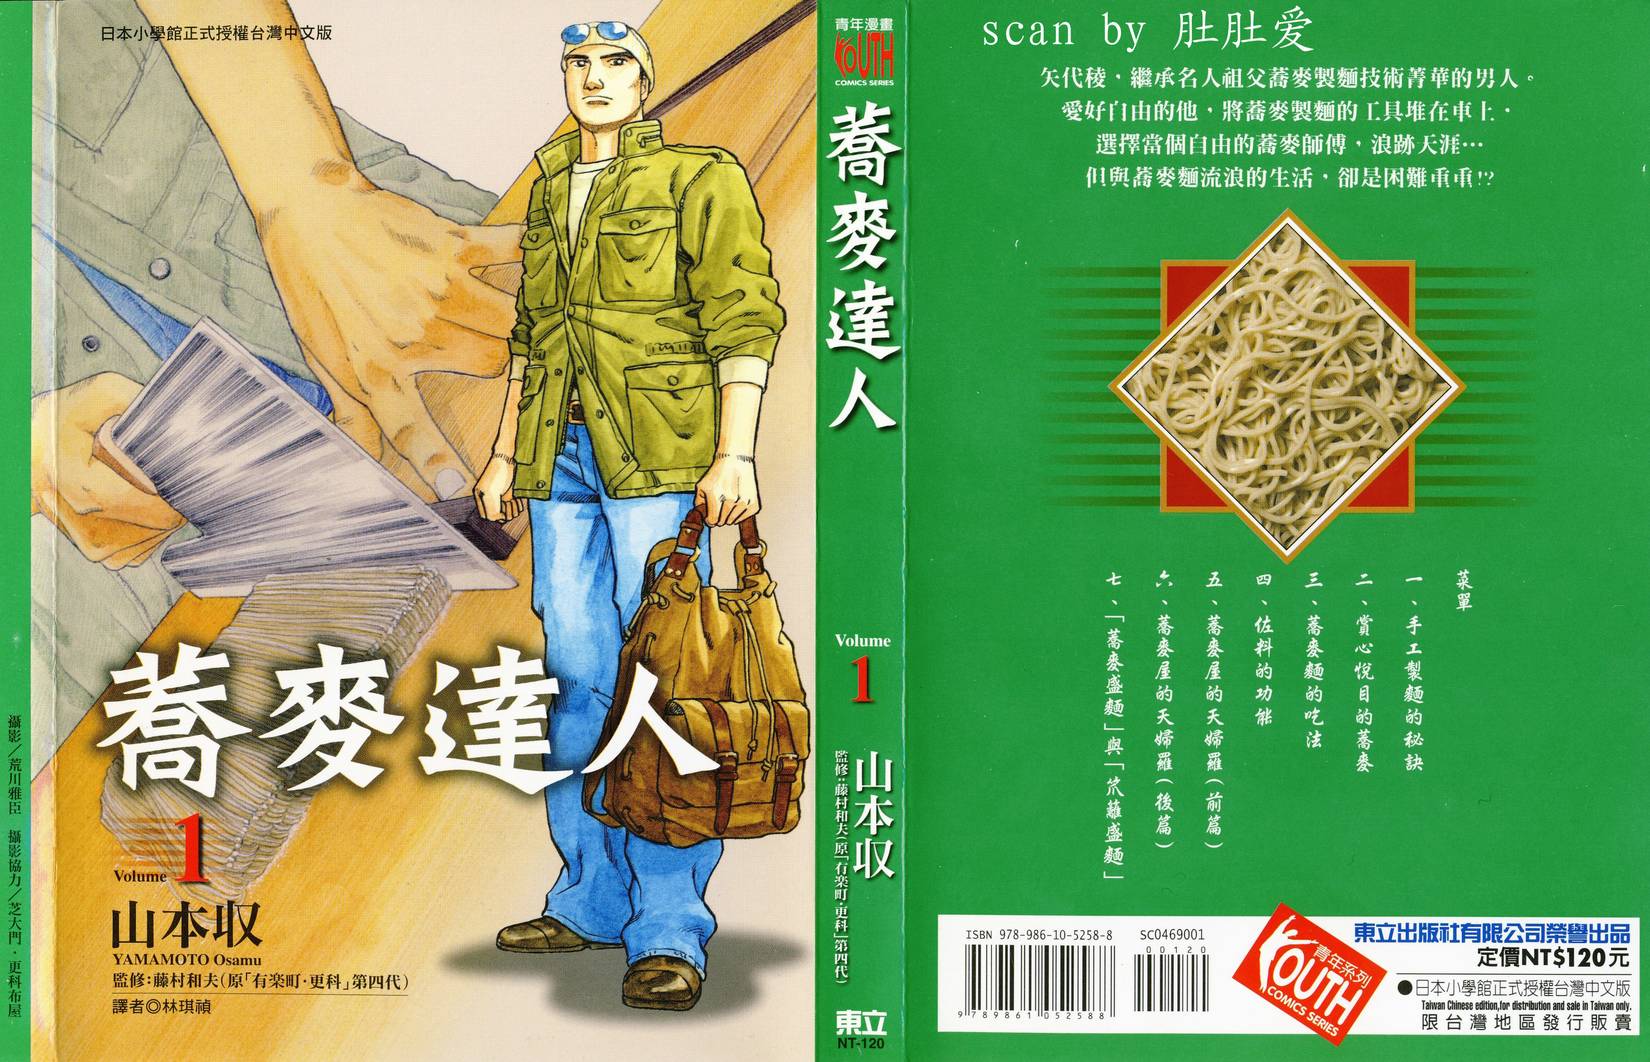 日本小學館正式授權台灣中文版
蕎麥達人
1
Volume
山本収
YAMAMOTO Osamu
監修:藤村和夫(原「有楽町・更科」第四代)
譯者◎林琪禎
攝影／荒川雅臣 攝影協力／芝大門・更科布屋
青年漫畫
YOUTH
COMICS SERIES
蕎麥達人
Volume
1
山本収
監修:藤村和夫(原「有楽町・更科」第四代)
東立
NT-120
scan by 肚肚爱
矢代稜，繼承名人祖父蕎麥製麵技術菁華的男人。
愛好自由的他，將蕎麥製麵的工具堆在車上，
選擇當個自由的蕎麥師傅，浪跡天涯…
但與蕎麥麵流浪的生活，卻是困難重重!?
菜單
一、手工製麵的秘訣
二、賞心悅目的蕎麥
三、蕎麥麵的吃法
四、佐料的功能
五、蕎麥屋的天婦羅(前篇)
六、蕎麥屋的天婦羅(後篇)
七、「蕎麥盛麵」與「笊籬盛麵」
ISBN 978-986-10-5258-8
SC0469001
00120
9789861052588
青年系列
YOUTH
COMICS SERIES
東立出版社有限公司榮譽出品
定價NT$120元
●日本小學館正式授權台灣中文版
Taiwan Chinese edition,for distribution and sale in Taiwan only.
限台灣地區發行販賣